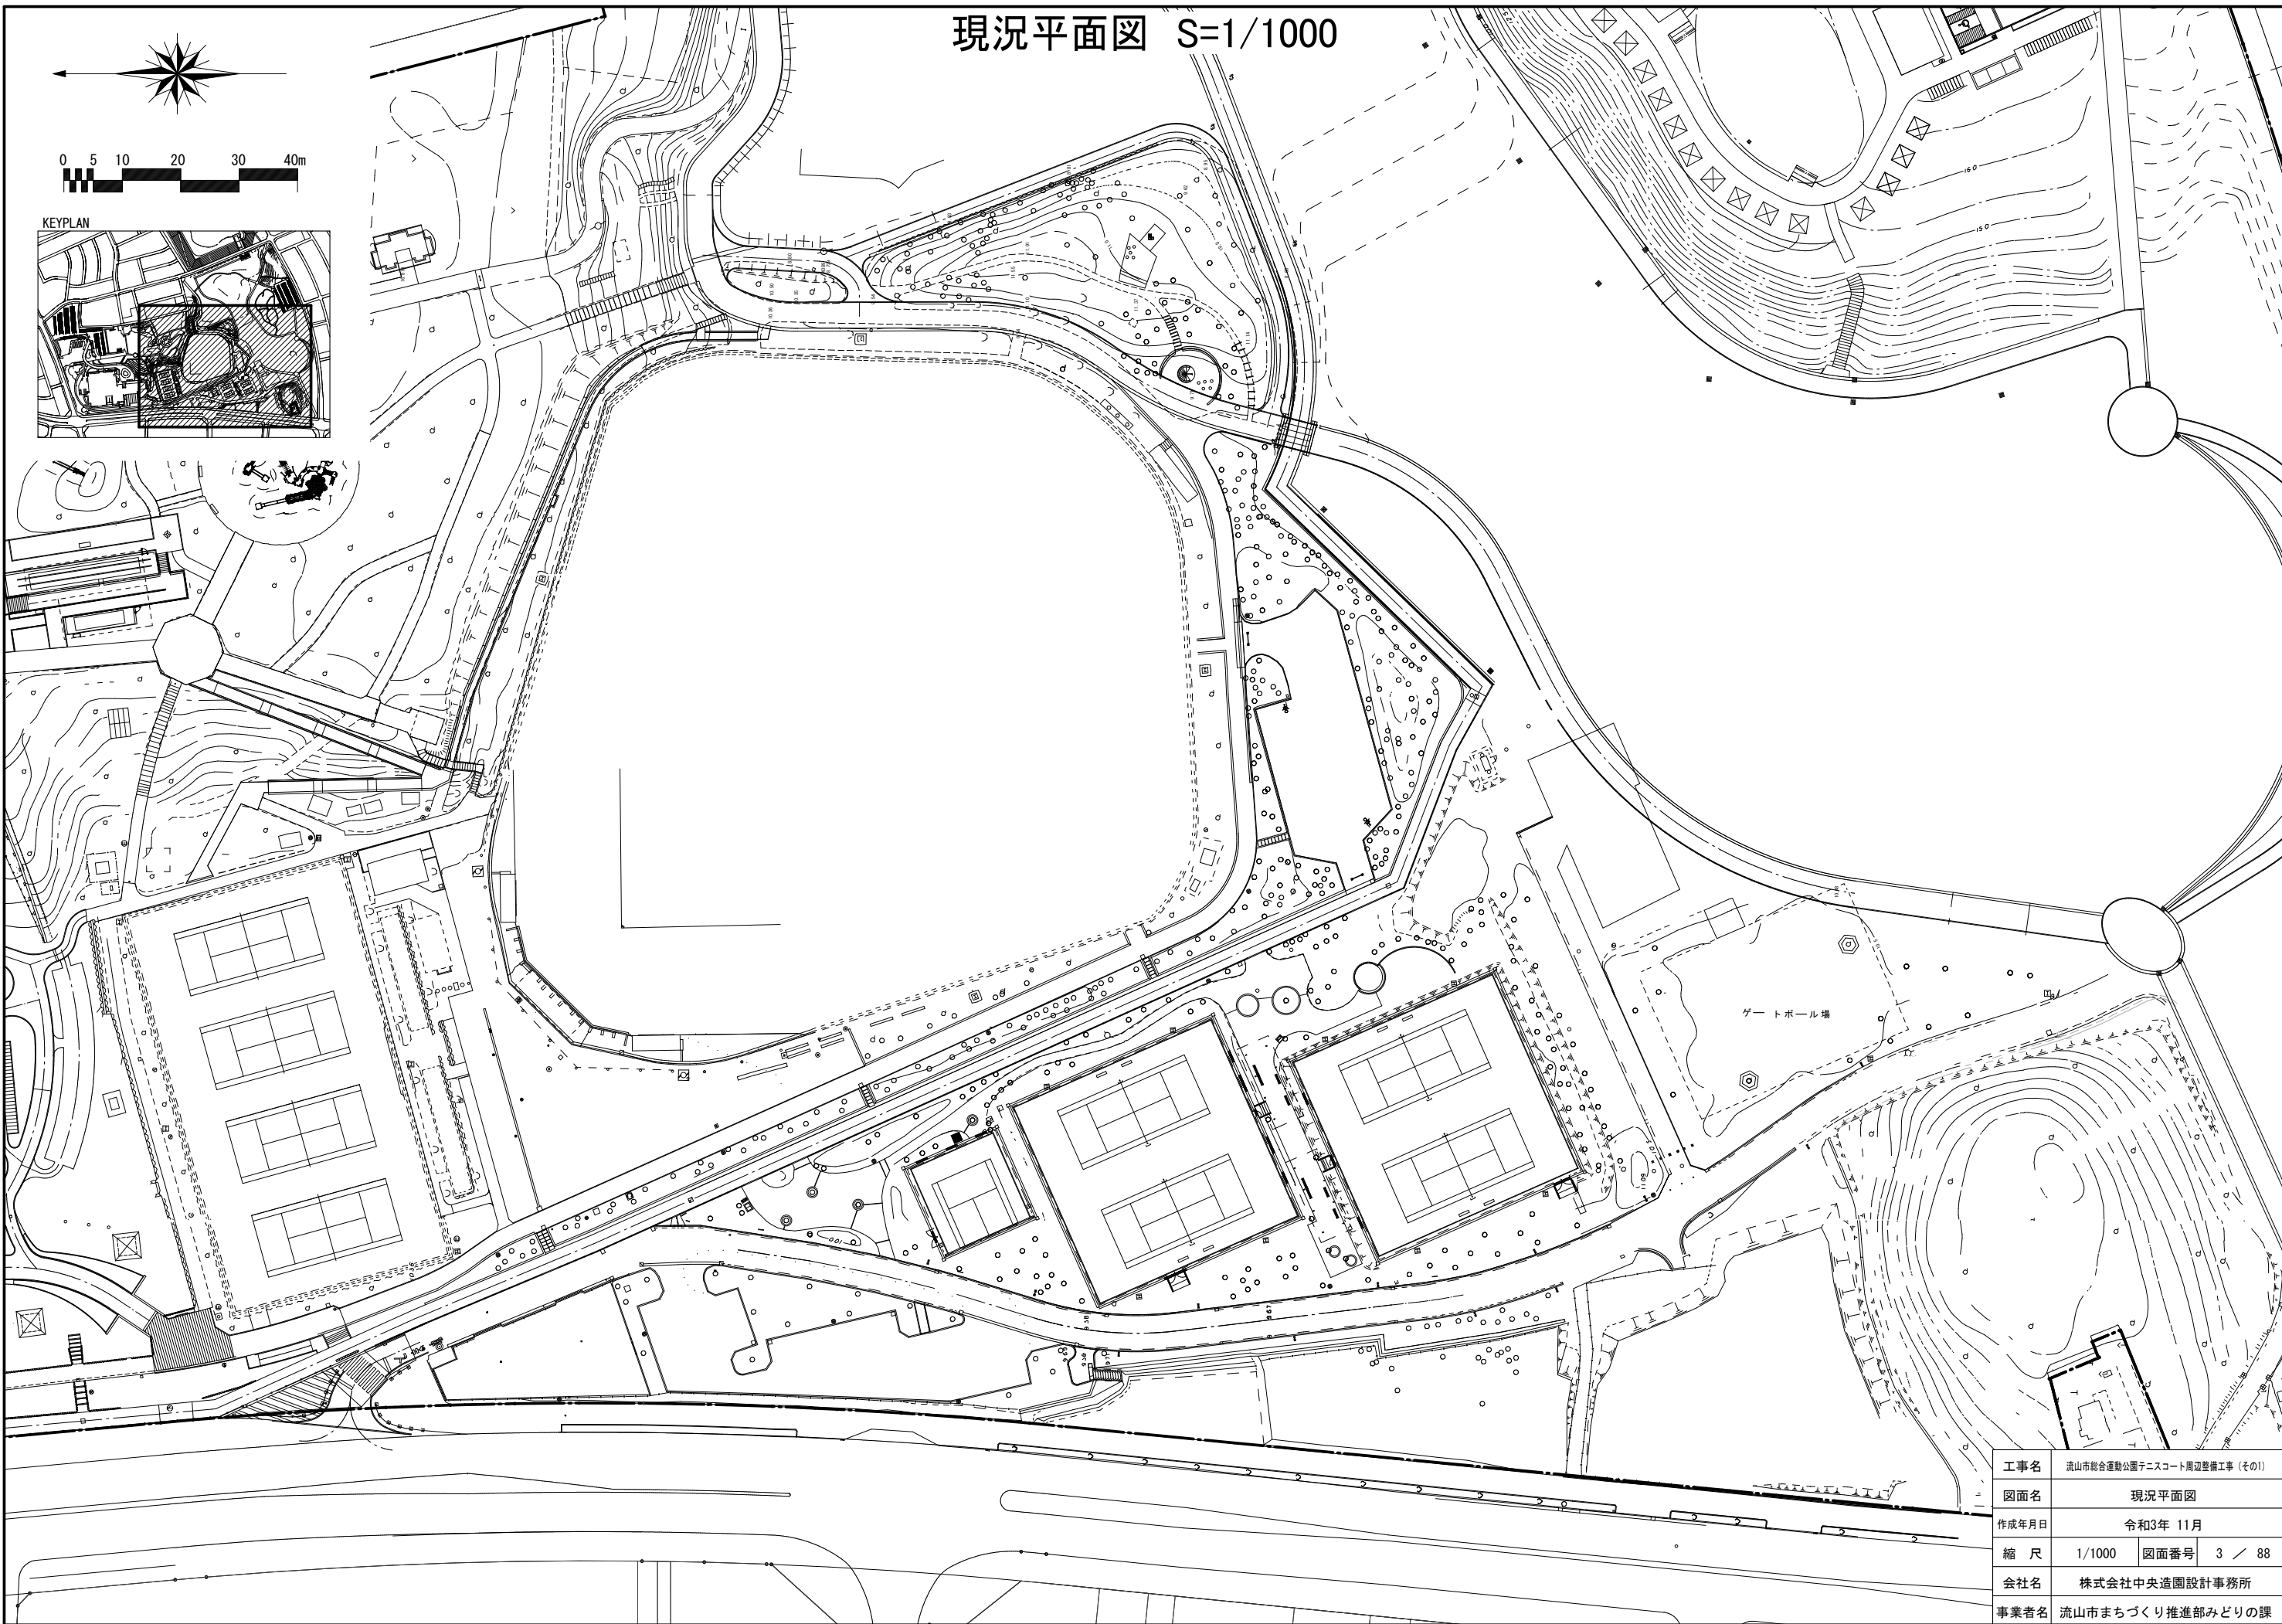 現況平面図 S=1/1000
0 5 10 20 30 40m
KEYPLAN
160
150
ゲートボール場
工事名 流山市総合運動公園テニスコート周辺整備工事（その1）
図面名 現況平面図
作成年月日 令和3年 11月
縮 尺 1/1000 図面番号 3 ／ 88
会社名 株式会社中央造園設計事務所
事業者名 流山市まちづくり推進部みどりの課